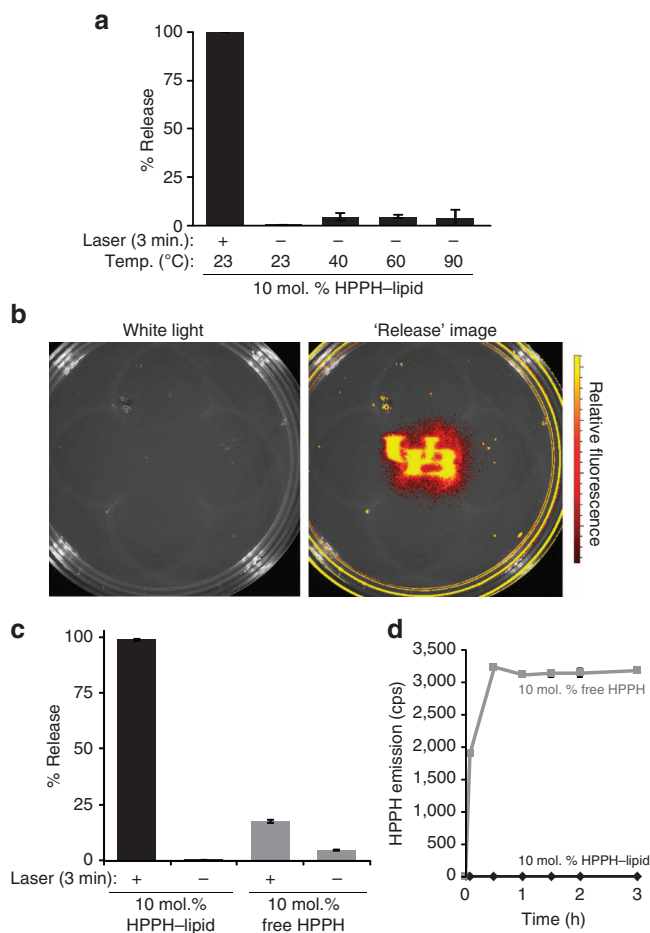 a
% Release
100
75
50
25
0
Laser (3 min.): + – – – –
Temp. (°C): 23 23 40 60 90
10 mol. % HPPH–lipid
b
White light
'Release' image
UB
Relative fluorescence
c
% Release
100
75
50
25
0
Laser (3 min): + – + –
10 mol.% HPPH–lipid
10 mol.% free HPPH
d
HPPH emission (cps)
3,500
3,000
2,500
2,000
1,500
1,000
500
0
10 mol. % free HPPH
10 mol. % HPPH–lipid
0 1 2 3
Time (h)